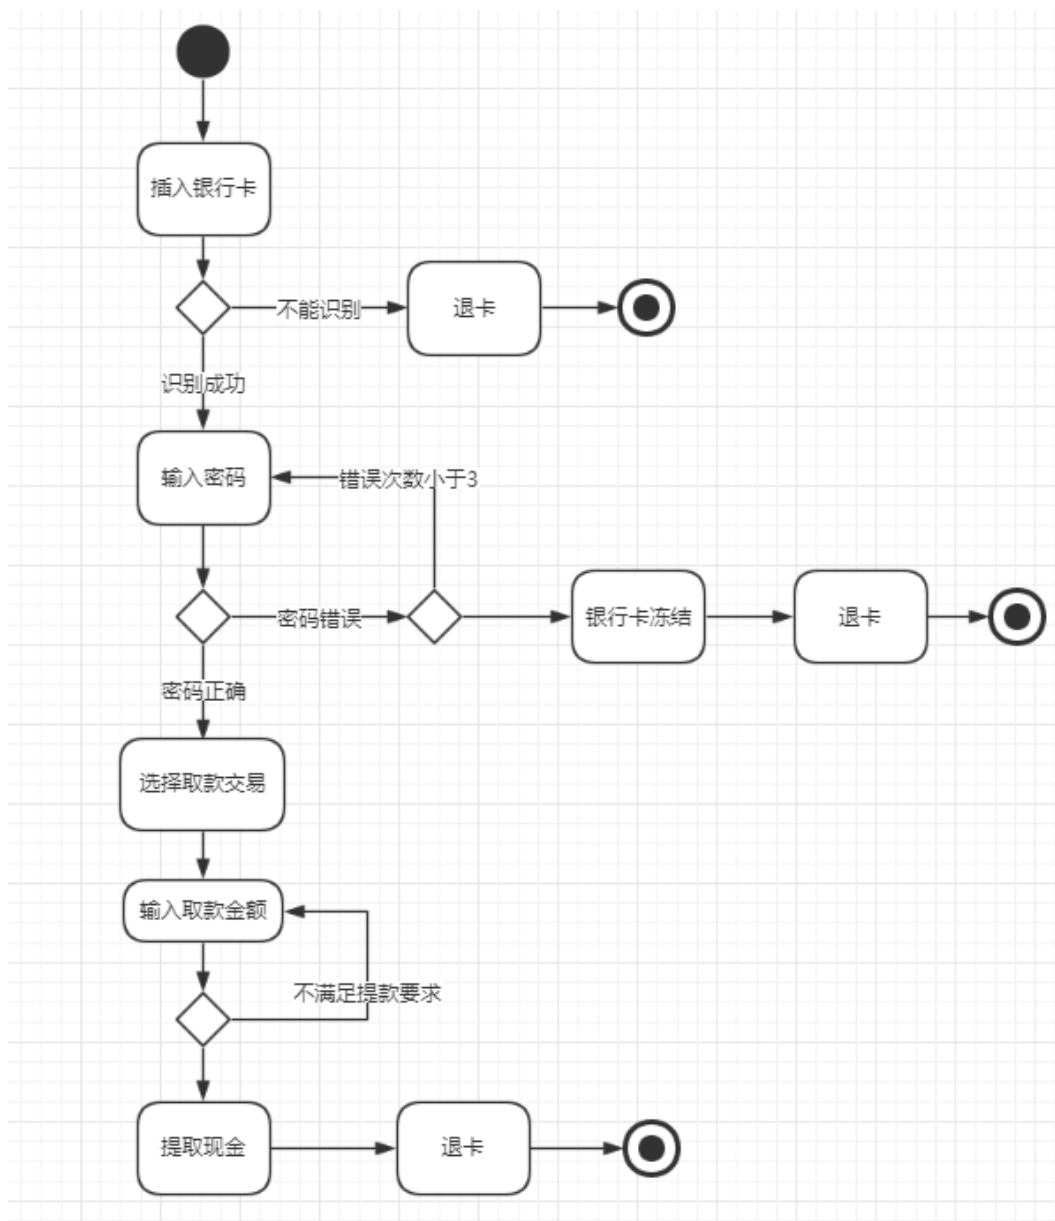 插入银行卡
不能识别
退卡
识别成功
输入密码
错误次数小于3
密码错误
银行卡冻结
退卡
密码正确
选择取款交易
输入取款金额
不满足提款要求
提取现金
退卡